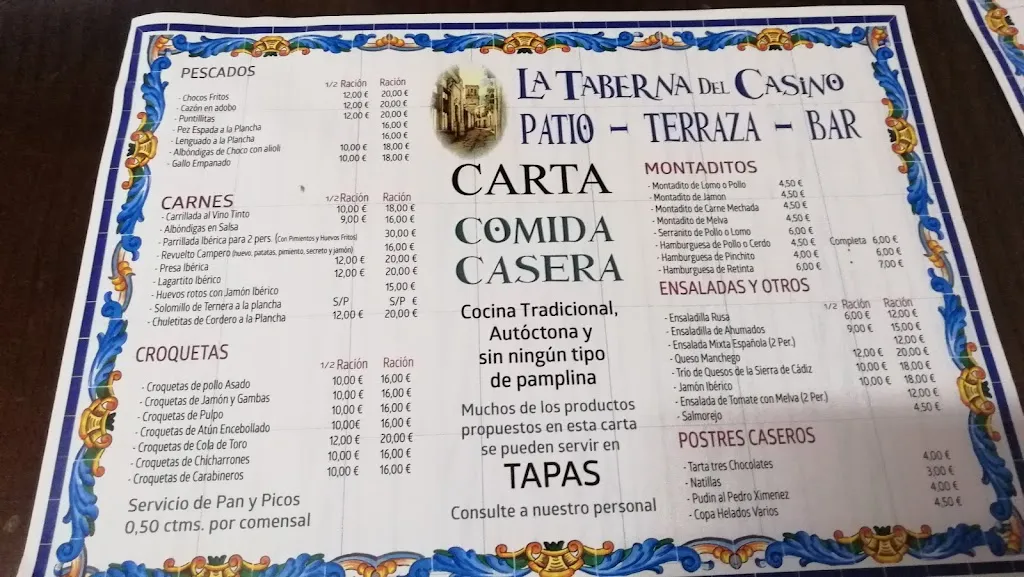 PESCADOS
1/2 Ración Ración
- Chocos Fritos 12,00 € 20,00 €
- Cazón en adobo 12,00 € 20,00 €
- Puntillitas 12,00 € 20,00 €
- Pez Espada a la Plancha 16,00 €
- Lenguado a la Plancha 16,00 €
- Albóndigas de Choco con alioli 10,00 € 18,00 €
- Gallo Empanado 10,00 € 18,00 €
CARNES
1/2 Ración Ración
- Carrillada al Vino Tinto 10,00 € 18,00 €
- Albóndigas en Salsa 9,00 € 16,00 €
- Parrillada Ibérica para 2 pers. (Con Pimientos y Huevos Fritos) 30,00 €
- Revuelto Campero (huevo, patatas, pimiento, secreto y jamón) 16,00 €
- Presa Ibérica 12,00 € 20,00 €
- Lagartito Ibérico 12,00 € 20,00 €
- Huevos rotos con Jamón Ibérico 15,00 €
- Solomillo de Ternera a la plancha S/P S/P €
- Chuletitas de Cordero a la Plancha 12,00 € 20,00 €
CROQUETAS
1/2 Ración Ración
- Croquetas de pollo Asado 10,00 € 16,00 €
- Croquetas de Jamón y Gambas 10,00 € 16,00 €
- Croquetas de Pulpo 10,00€ 16,00 €
- Croquetas de Atún Encebollado 10,00€ 16,00 €
- Croquetas de Cola de Toro 12,00 € 20,00 €
- Croquetas de Chicharrones 10,00 € 16,00 €
- Croquetas de Carabineros 10,00 € 16,00 €
Servicio de Pan y Picos
0,50 ctms. por comensal
LA TABERNA DEL CASINO
PATIO - TERRAZA - BAR
CARTA
COMIDA
CASERA
Cocina Tradicional,
Autóctona y
sin ningún tipo
de pamplina
Muchos de los productos
propuestos en esta carta
se pueden servir en
TAPAS
Consulte a nuestro personal
MONTADITOS
- Montadito de Lomo o Pollo 4,50 €
- Montadito de Jamón 4,50 €
- Montadito de Carne Mechada 4,50 €
- Montadito de Melva 4,50 €
- Serranito de Pollo o Lomo 6,00 €
- Hamburguesa de Pollo o Cerdo 4,50 € Completa 6,00 €
- Hamburguesa de Pinchito 4,00 € " 6,00 €
- Hamburguesa de Retinta 6,00 € " 7,00 €
ENSALADAS Y OTROS
1/2 Ración Ración
- Ensaladilla Rusa 6,00 € 12,00 €
- Ensaladilla de Ahumados 9,00 € 15,00 €
- Ensalada Mixta Española (2 Per.) 12,00 €
- Queso Manchego 12,00 € 20,00 €
- Trío de Quesos de la Sierra de Cádiz 10,00 € 18,00 €
- Jamón Ibérico 10,00 € 18,00 €
- Ensalada de Tomate con Melva (2 Per.) 12,00 €
- Salmorejo 4,50 €
POSTRES CASEROS
- Tarta tres Chocolates 4,00 €
- Natillas 3,00 €
- Pudin al Pedro Ximenez 4,00 €
- Copa Helados Varios 4,50 €